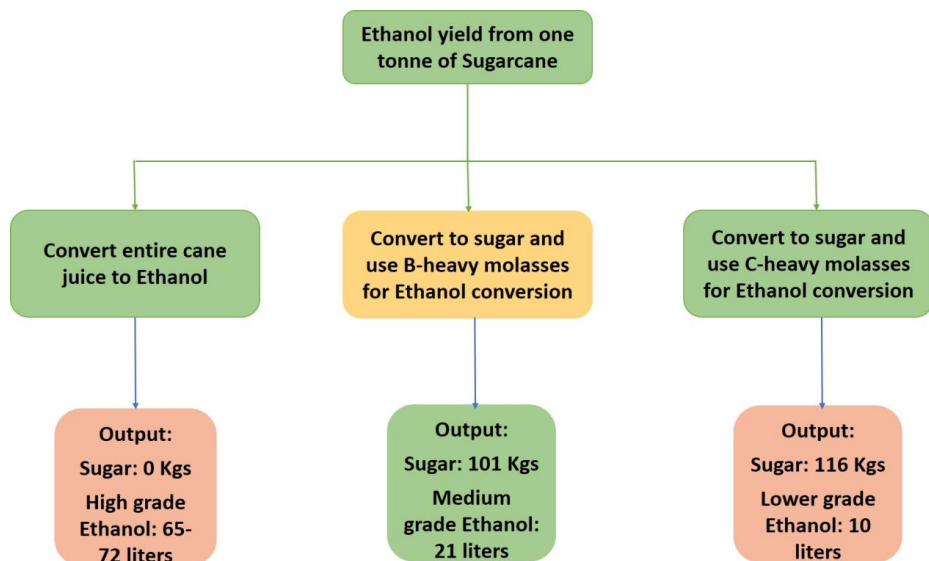 Ethanol yield from one
tonne of Sugarcane
Convert entire cane
juice to Ethanol
Convert to sugar and
use B-heavy molasses
for Ethanol conversion
Convert to sugar and
use C-heavy molasses
for Ethanol conversion
Output:
Sugar: 0 Kgs
High grade
Ethanol: 65-
72 liters
Output:
Sugar: 101 Kgs
Medium
grade Ethanol:
21 liters
Output:
Sugar: 116 Kgs
Lower grade
Ethanol: 10
liters